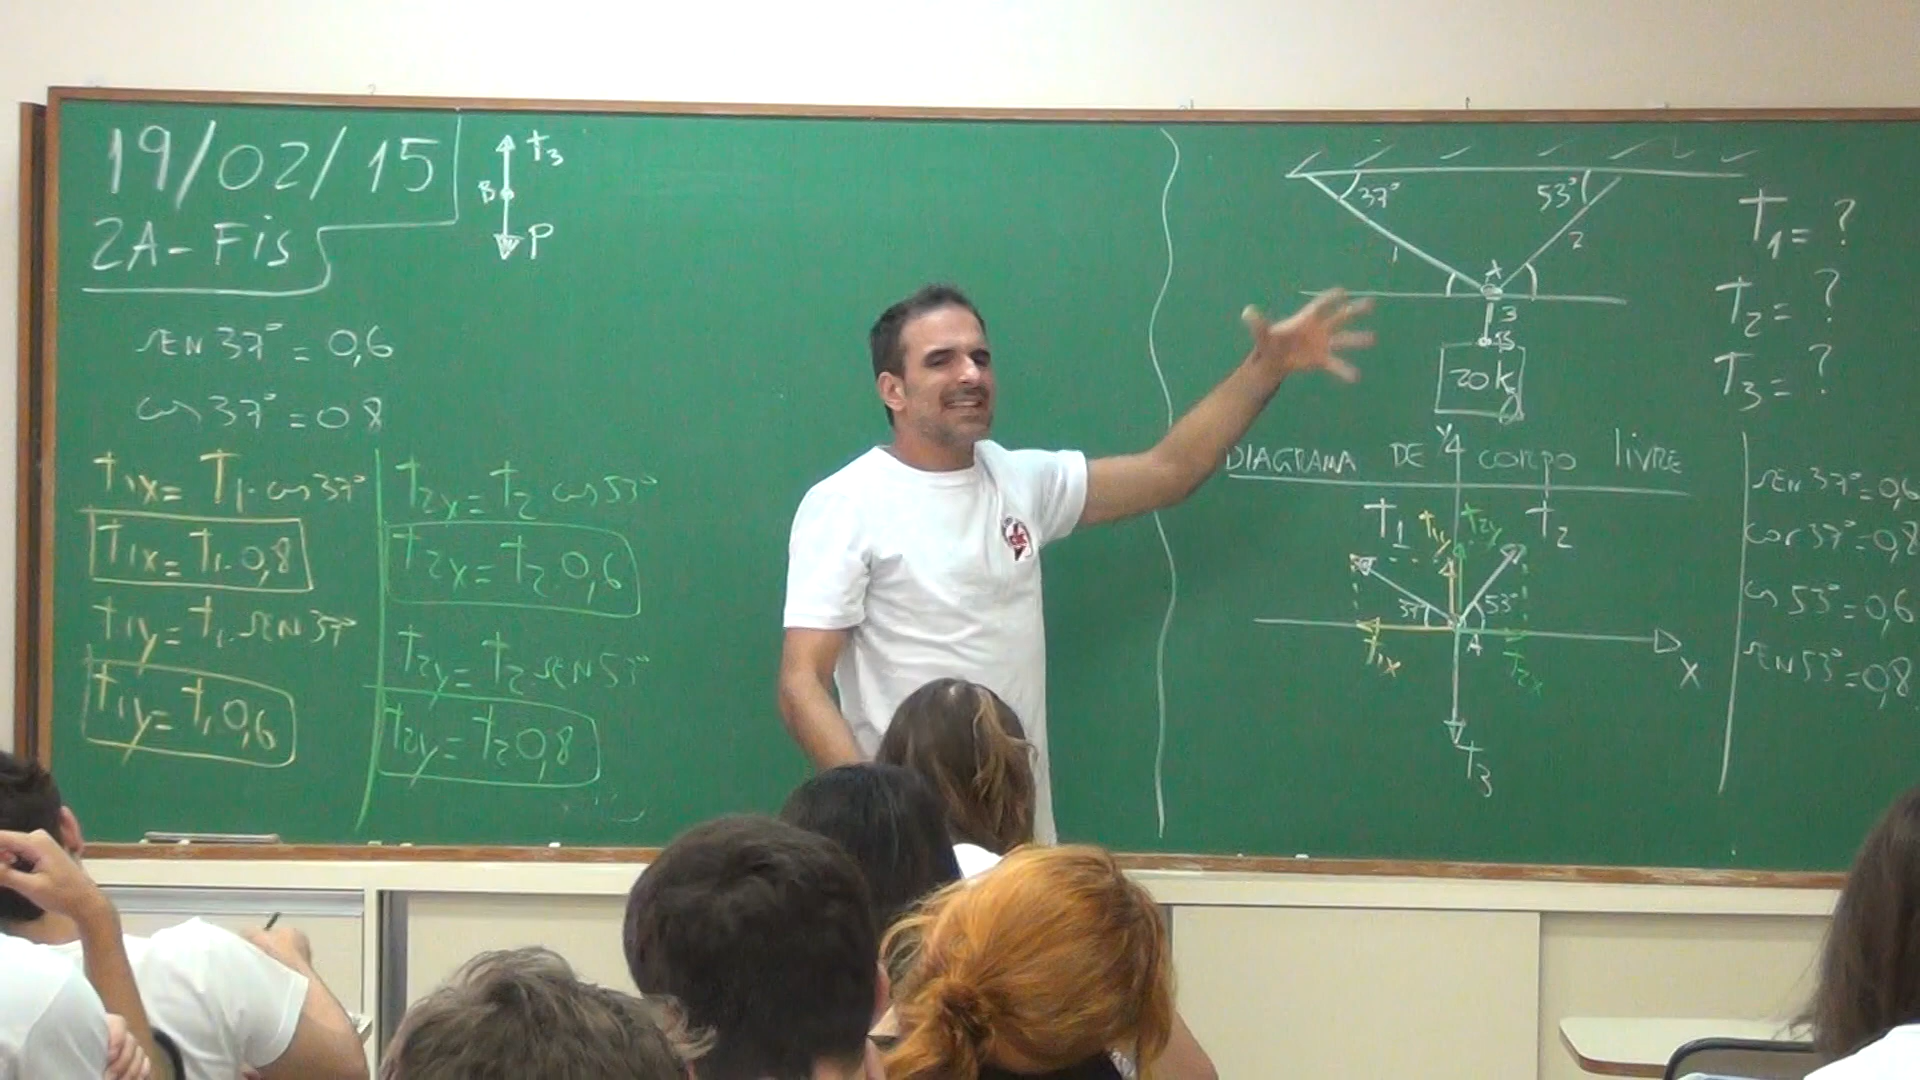 19/02/15
2A-Fís
T3
B
P
SEN 37° = 0,6
cos 37° = 0 8
T1x = T1. cos 37°
T1x = T1. 0,8
T1y = T1. SEN 37°
T1y = T1 0,6
T2x = T2 cos 53°
T2x = T2 0,6
T2y = T2. SEN 53°
T2y = T2 0,8
37° 53°
1 2
A
3
B
20 kg
T1 = ?
T2 = ?
T3 = ?
DIAGRAMA DE CORPO LIVRE
Y
T1 T1y T2y T2
37° 53°
A
T1x T2x X
T3
SEN 37° = 0,6
cos 37° = 0,8
cos 53° = 0,6
SEN 53° = 0,8